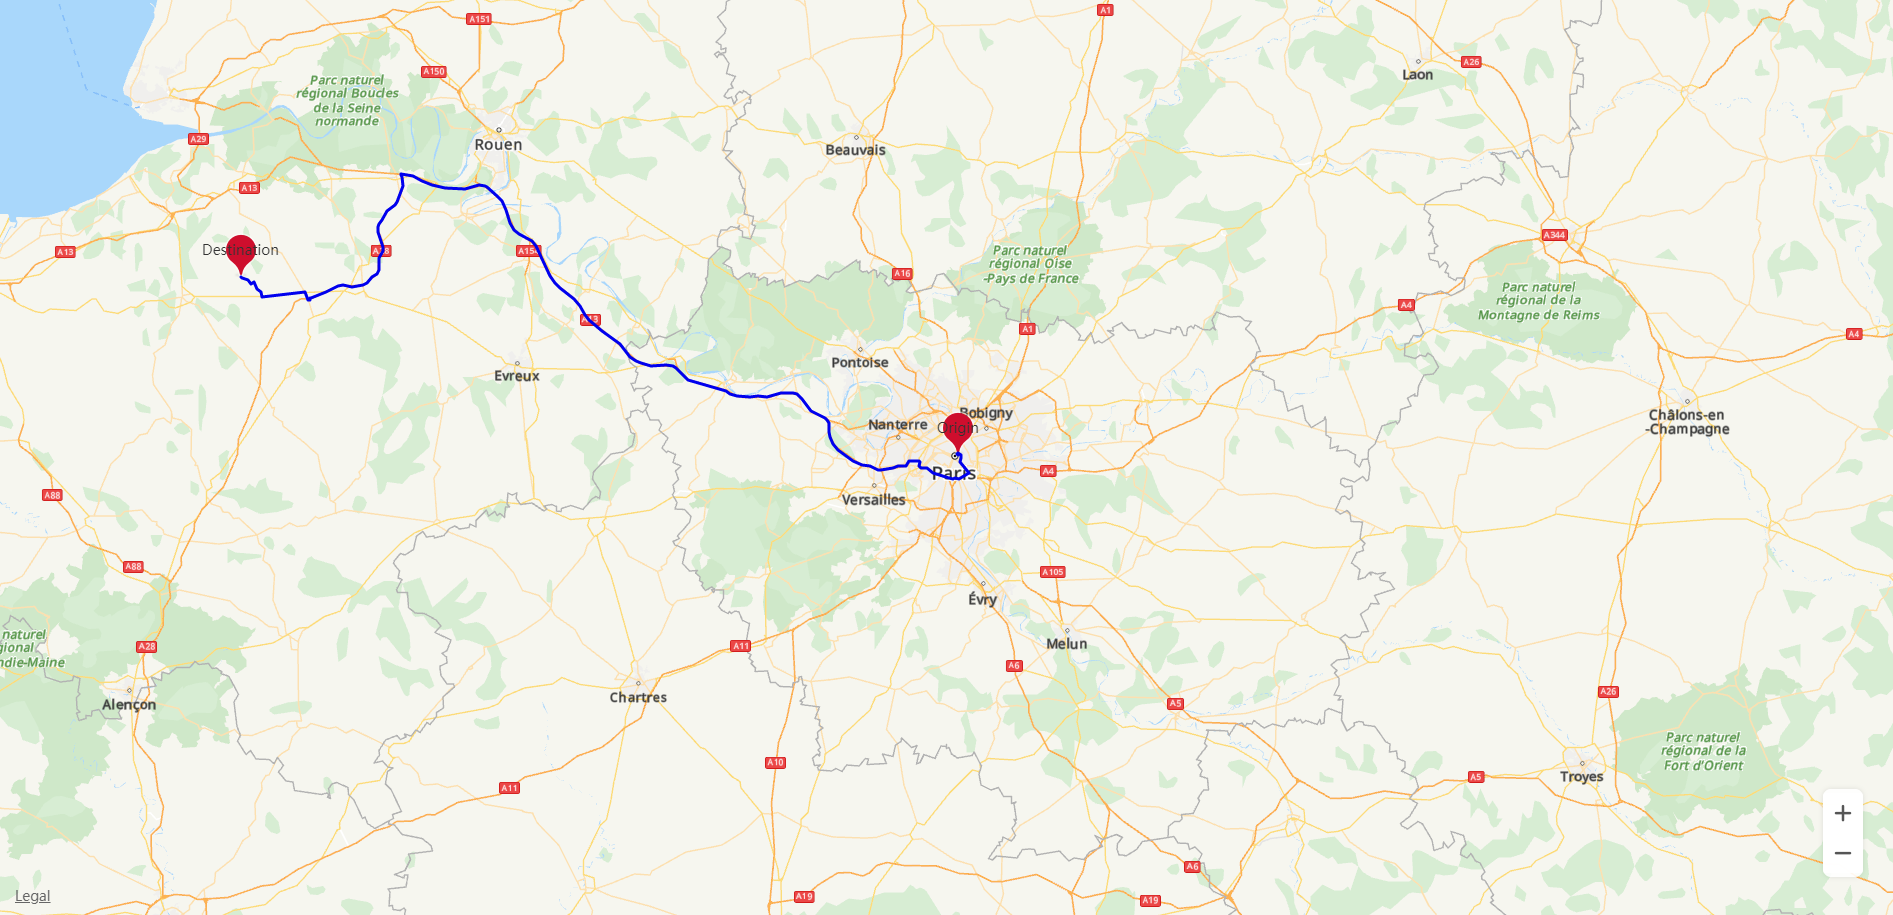 A151
A1
A26
A150
Laon
Parc naturel
régional Boucles
de la Seine
normande
A29
Rouen
Beauvais
A13
A13
A28
A344
Destination
Parc naturel
régional Oise
-Pays de France
A16
Parc naturel
régional de la
Montagne de Reims
A4
A13
A1
A4
Pontoise
Evreux
Bobigny
Nanterre
Origin
Châlons-en
-Champagne
Paris
A4
A88
Versailles
A88
A105
Évry
naturel
ndie-Maine
A28
A11
Melun
A6
Chartres
A26
Alençon
A5
Parc naturel
régional de la
Fort d'Orient
A10
A5
Troyes
A11
+
−
A6
Legal
A19
A19